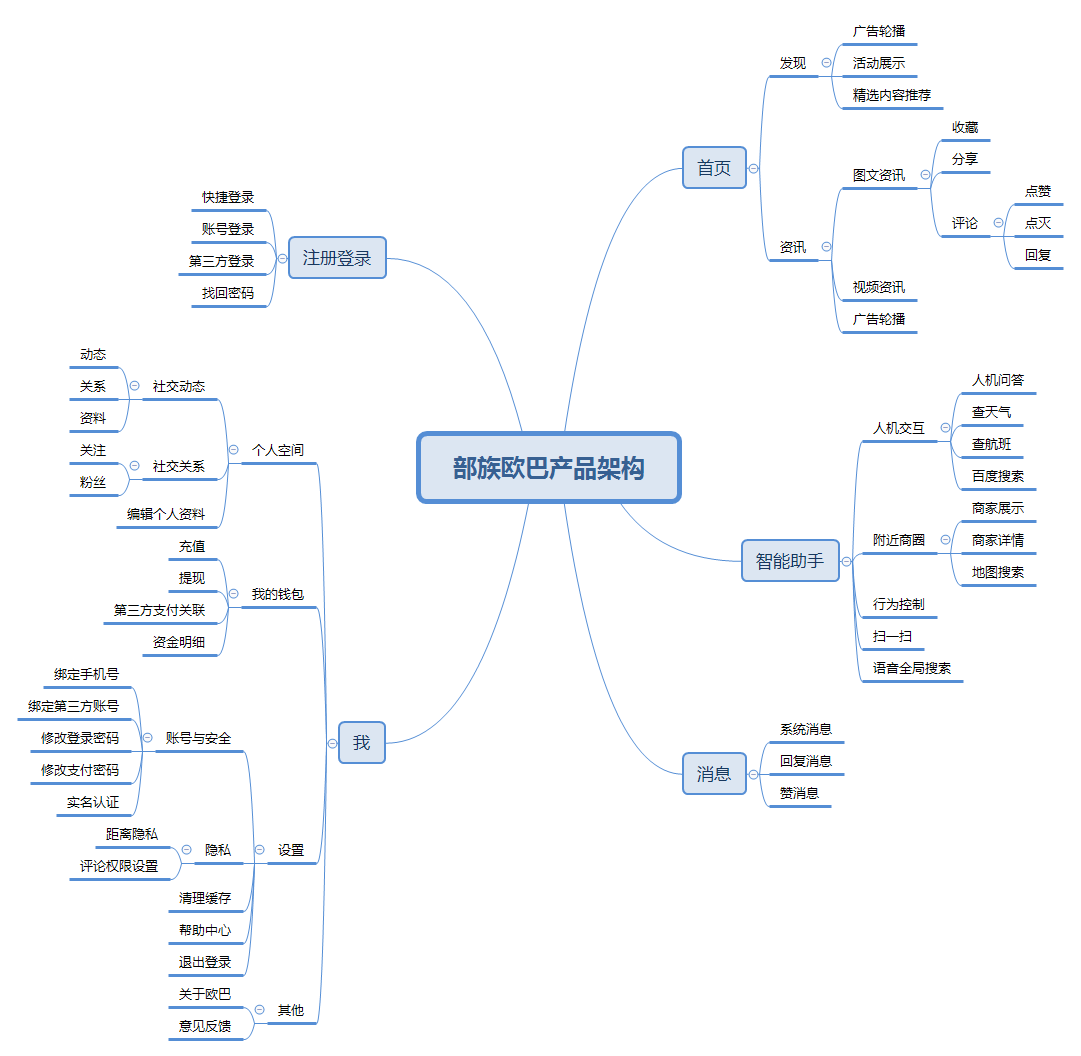 部族欧巴产品架构
首页
发现
广告轮播
活动展示
精选内容推荐
资讯
图文资讯
收藏
分享
评论
点赞
点灭
回复
视频资讯
广告轮播
智能助手
人机交互
人机问答
查天气
查航班
百度搜索
附近商圈
商家展示
商家详情
地图搜索
行为控制
扫一扫
语音全局搜索
消息
系统消息
回复消息
赞消息
注册登录
快捷登录
账号登录
第三方登录
找回密码
我
个人空间
社交动态
动态
关系
资料
社交关系
关注
粉丝
编辑个人资料
我的钱包
充值
提现
第三方支付关联
资金明细
设置
账号与安全
绑定手机号
绑定第三方账号
修改登录密码
修改支付密码
实名认证
隐私
距离隐私
评论权限设置
清理缓存
帮助中心
退出登录
其他
关于欧巴
意见反馈